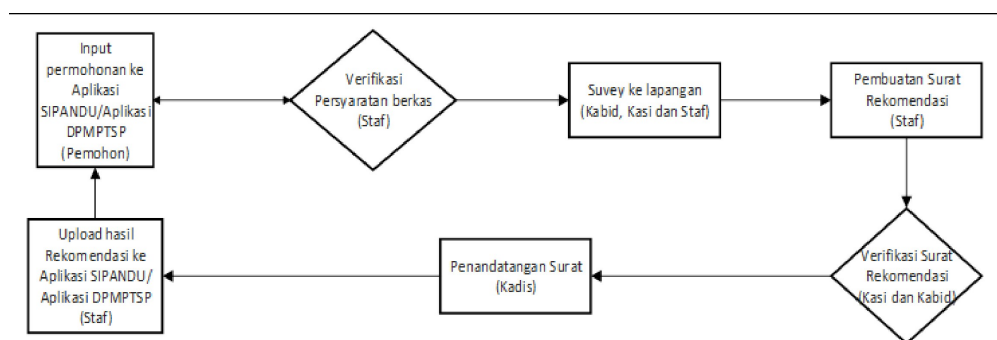 Input
permohonan ke
Aplikasi
SIPANDU/Aplikasi
DPMPTSP
(Pemohon)
Verifikasi
Persyaratan berkas
(Staf)
Suvey ke lapangan
(Kabid, Kasi dan Staf)
Pembuatan Surat
Rekomendasi
(Staf)
Verifikasi Surat
Rekomendasi
(Kasi dan Kabid)
Penandatangan Surat
(Kadis)
Upload hasil
Rekomendasi ke
Aplikasi SIPANDU/
Aplikasi DPMPTSP
(Staf)